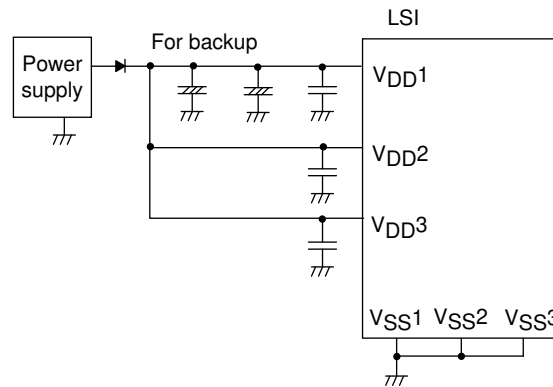 LSI
For backup
Power
supply
VDD1
VDD2
VDD3
VSS1 VSS2 VSS3